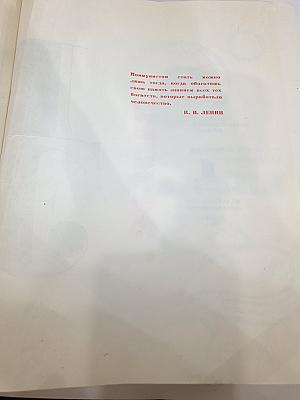 Коммунистом стать можно
лишь тогда, когда обогатишь
свою память знанием всех тех
богатств, которые выработало
человечество.
В. И. ЛЕНИН